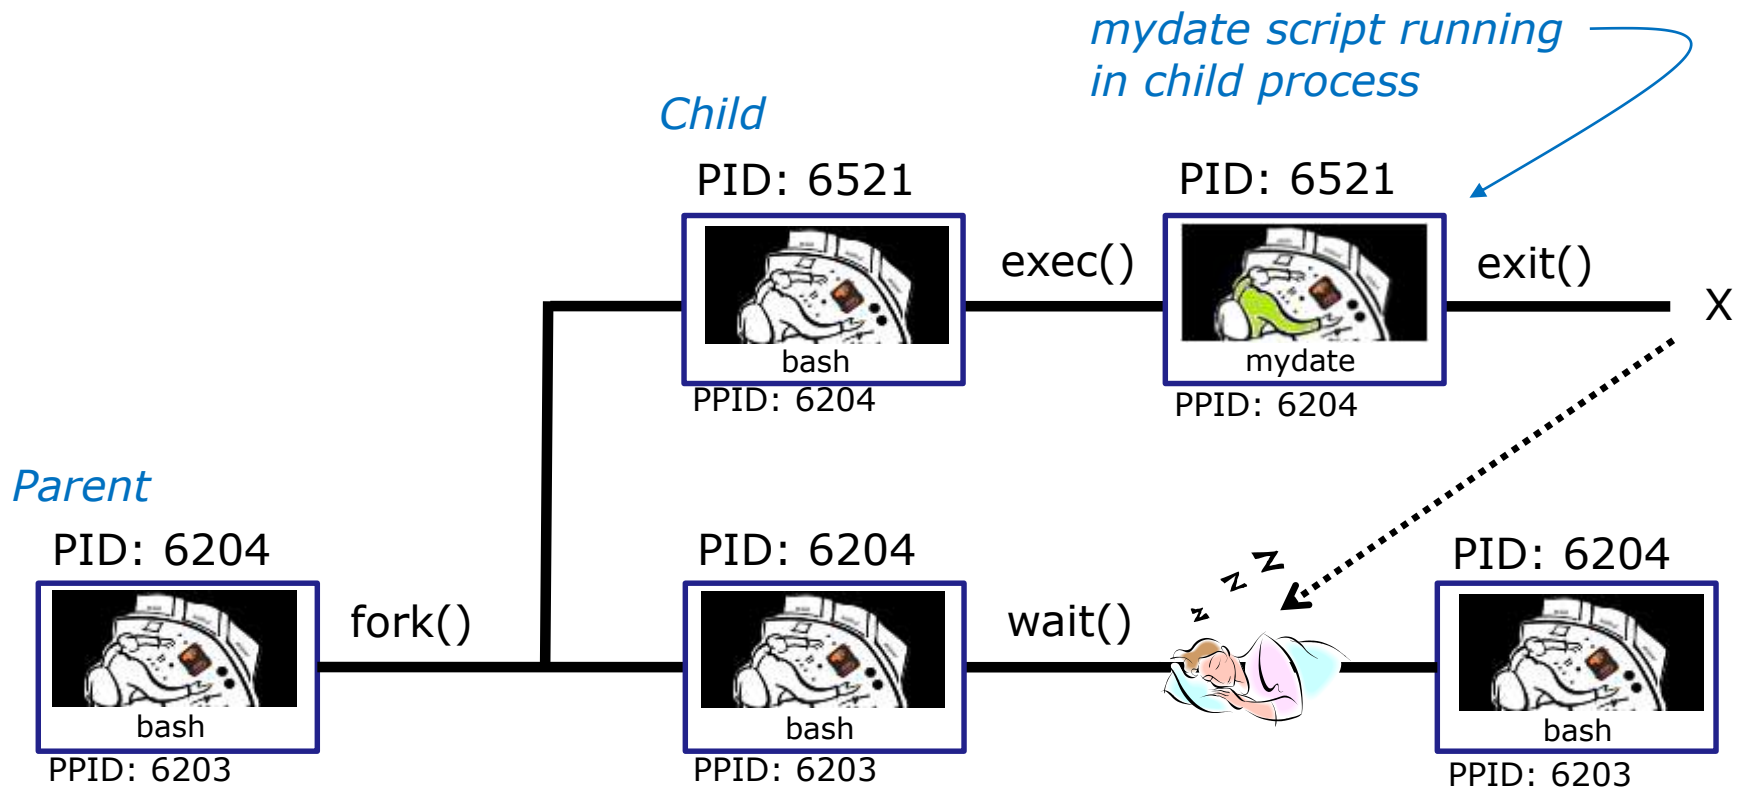 mydate script running
in child process
Child
PID: 6521
PID: 6521
exec()
exit()
X
bash
mydate
PPID: 6204
PPID: 6204
Parent
PID: 6204
PID: 6204
PID: 6204
z z z
fork()
wait()
bash
bash
bash
PPID: 6203
PPID: 6203
PPID: 6203